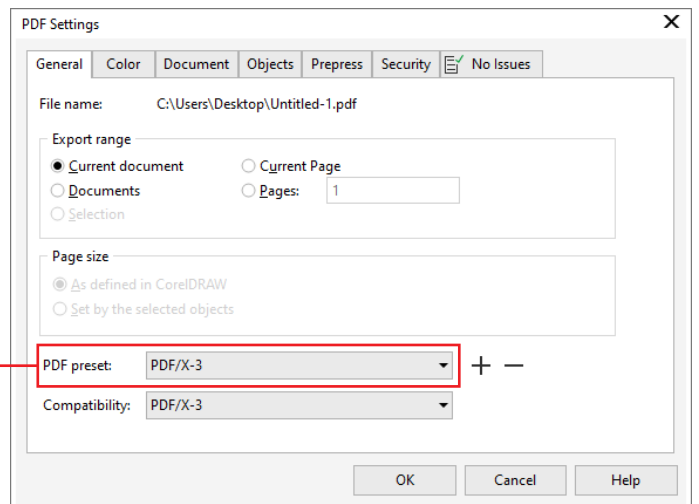 PDF Settings
General Color Document Objects Prepress Security No Issues
File name: C:\Users\Desktop\Untitled-1.pdf
Export range
Current document Current Page
Documents Pages: 1
Selection
Page size
As defined in CorelDRAW
Set by the selected objects
PDF preset: PDF/X-3
Compatibility: PDF/X-3
OK Cancel Help